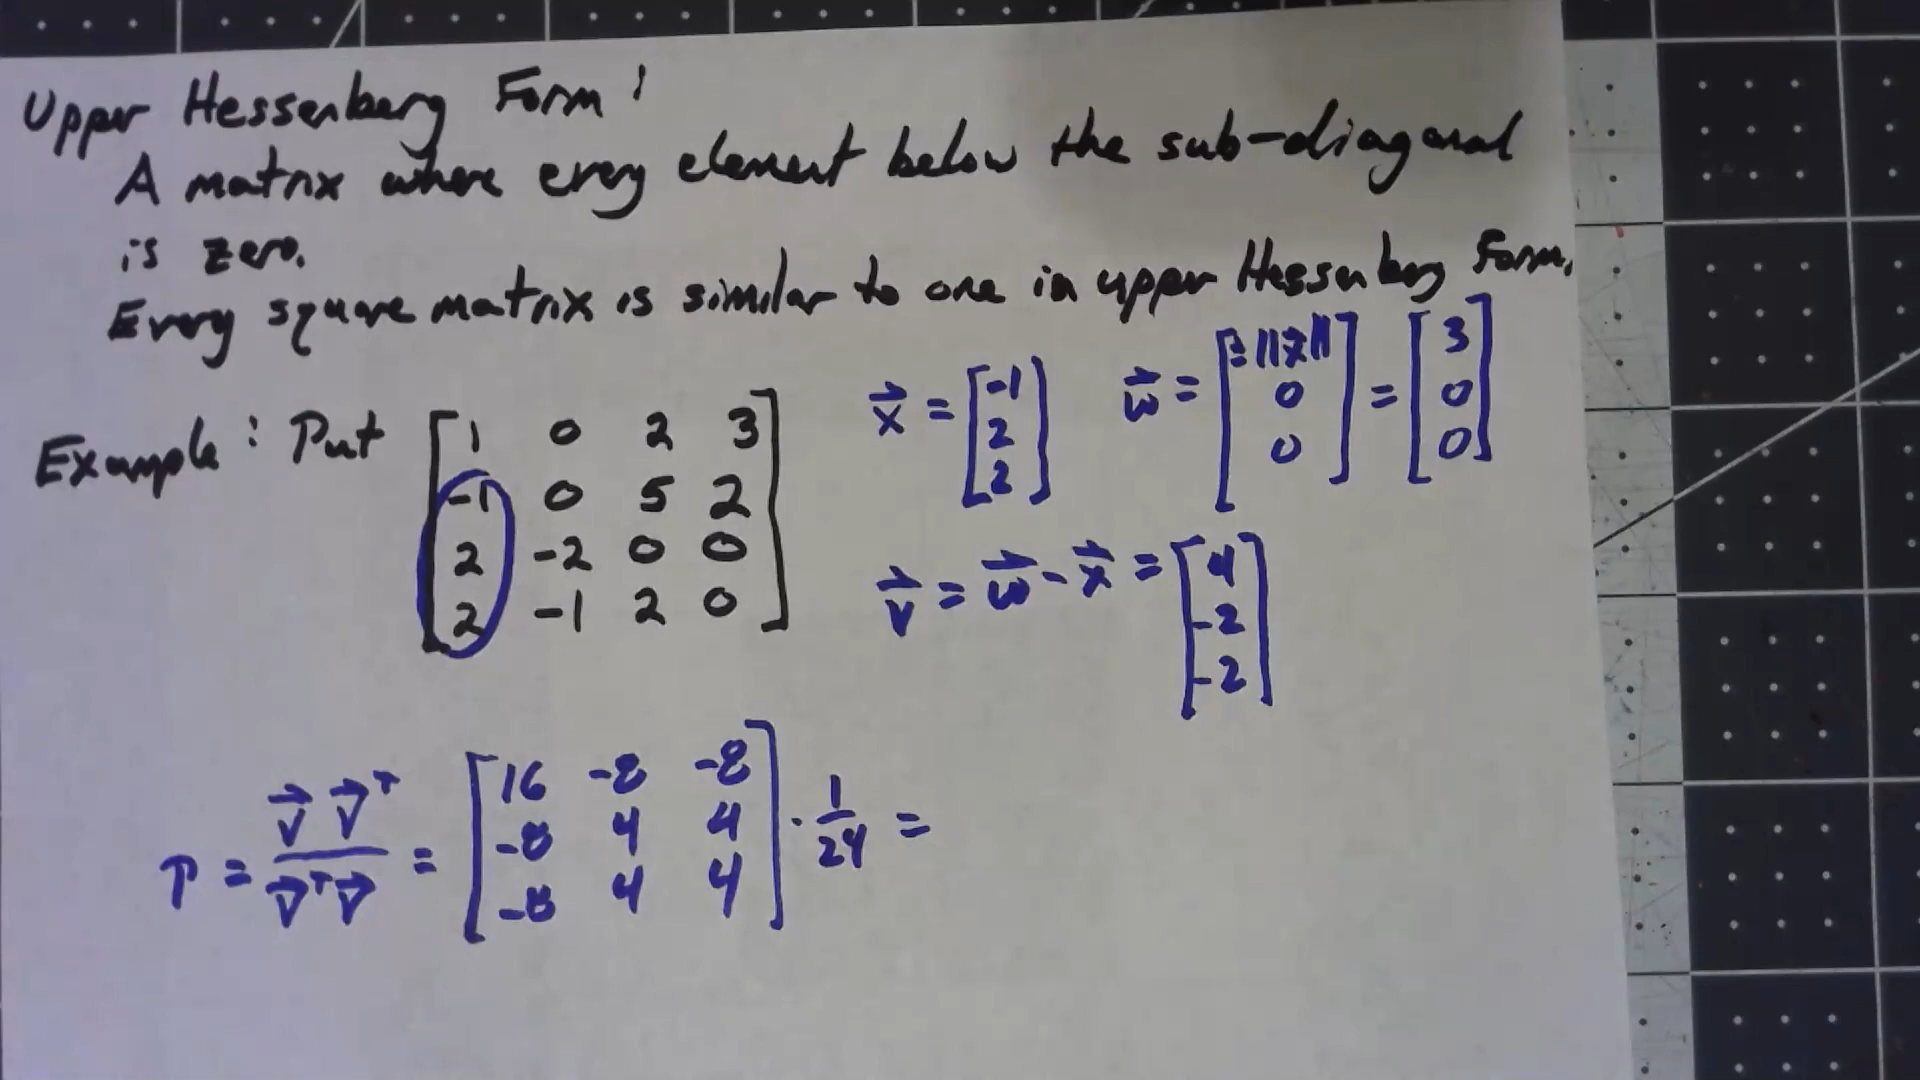 Upper Hessenberg Form:
A matrix where every element below the sub-diagonal
is zero.
Every square matrix is similar to one in upper Hessenberg Form.
Example: Put [1 0 2 3; -1 0 5 2; 2 -2 0 0; 2 -1 2 0]
x⃗ = [-1; 2; 2] w⃗ = [±||x⃗||; 0; 0] = [3; 0; 0]
v⃗ = w⃗ - x⃗ = [4; -2; -2]
P = v⃗ v⃗ᵀ / v⃗ᵀ v⃗ = [16 -8 -8; -8 4 4; -8 4 4] · 1/24 =